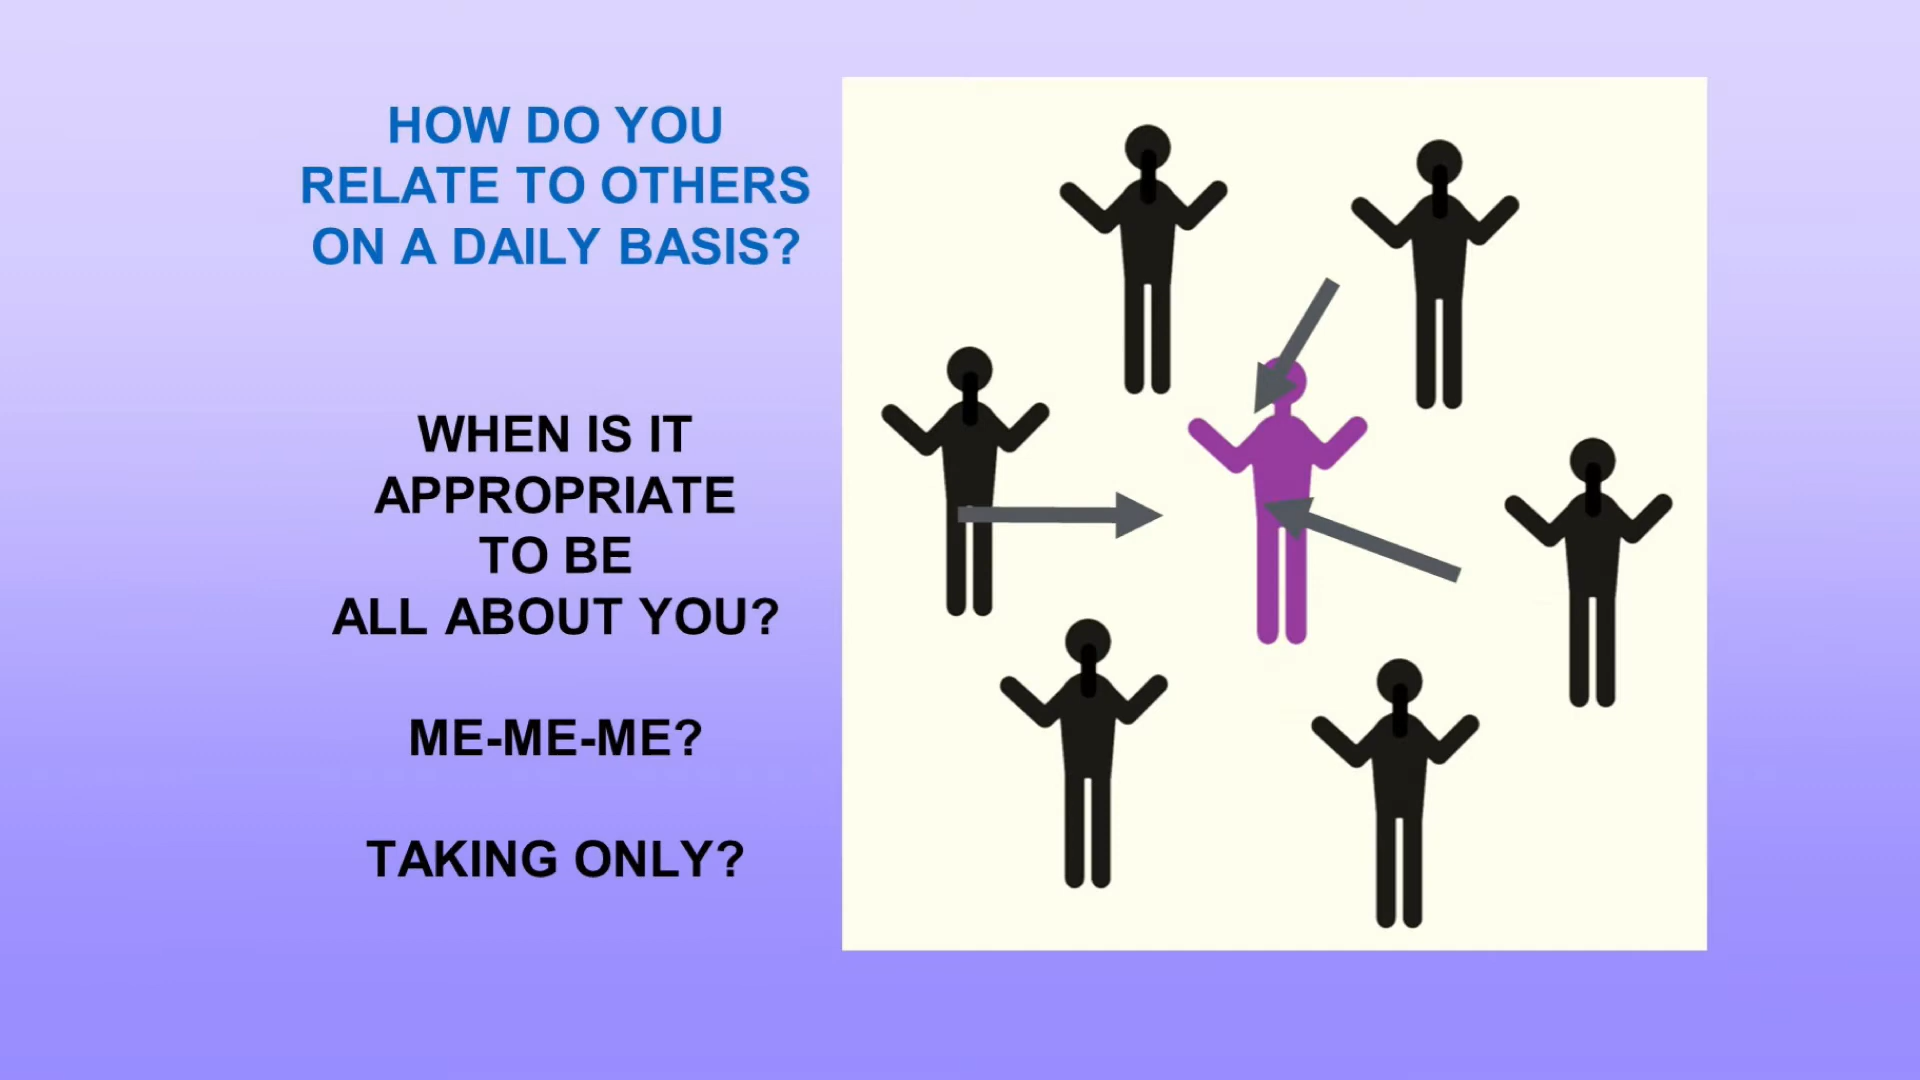 HOW DO YOU
RELATE TO OTHERS
ON A DAILY BASIS?
WHEN IS IT
APPROPRIATE
TO BE
ALL ABOUT YOU?
ME-ME-ME?
TAKING ONLY?